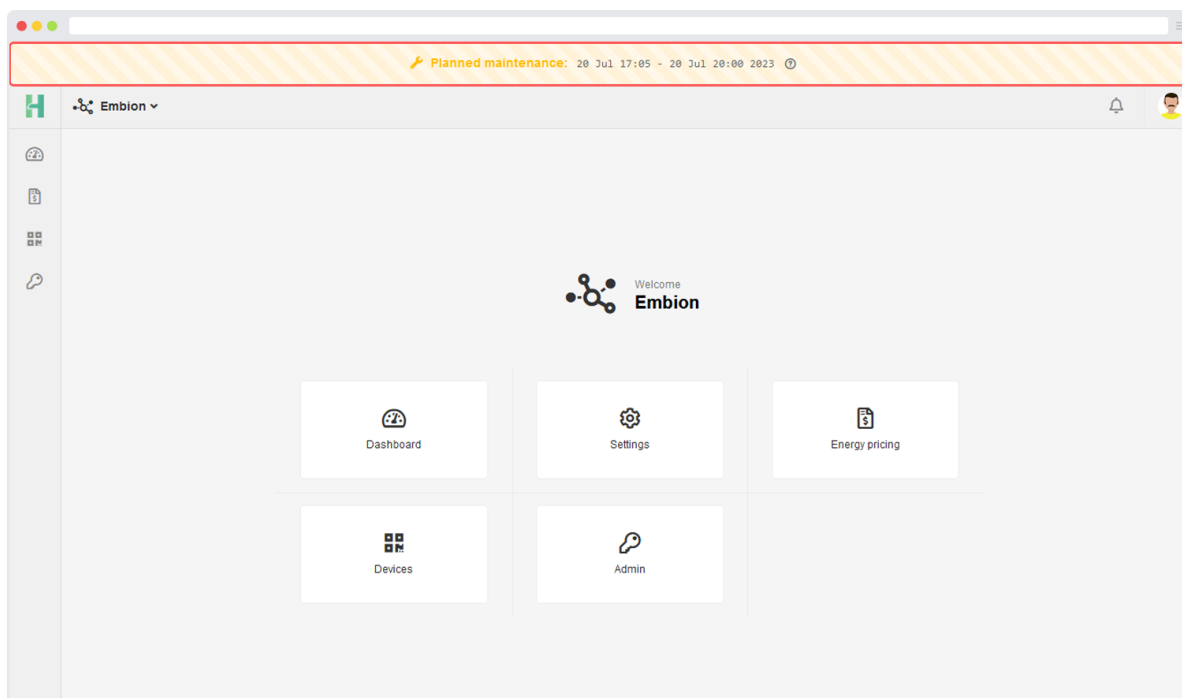 Planned maintenance: 20 Jul 17:05 - 20 Jul 20:00 2023
Embion
Welcome
Embion
Dashboard
Settings
Energy pricing
Devices
Admin